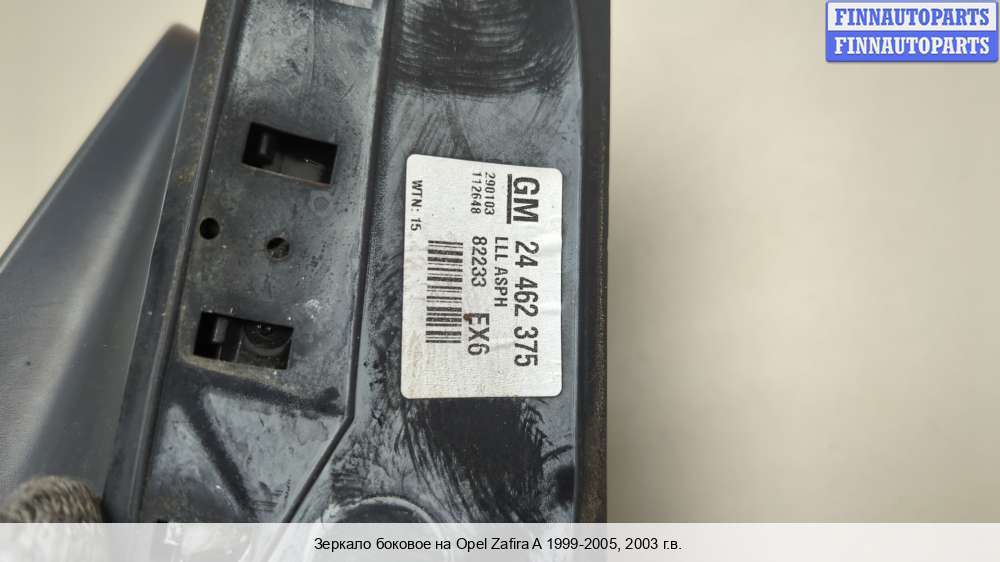 FINNAUTOPARTS
FINNAUTOPARTS
GM 24 462 375
LLL ASPH
290103 82233 EX6
112648
WTN: 15
Зеркало боковое на Opel Zafira A 1999-2005, 2003 г.в.